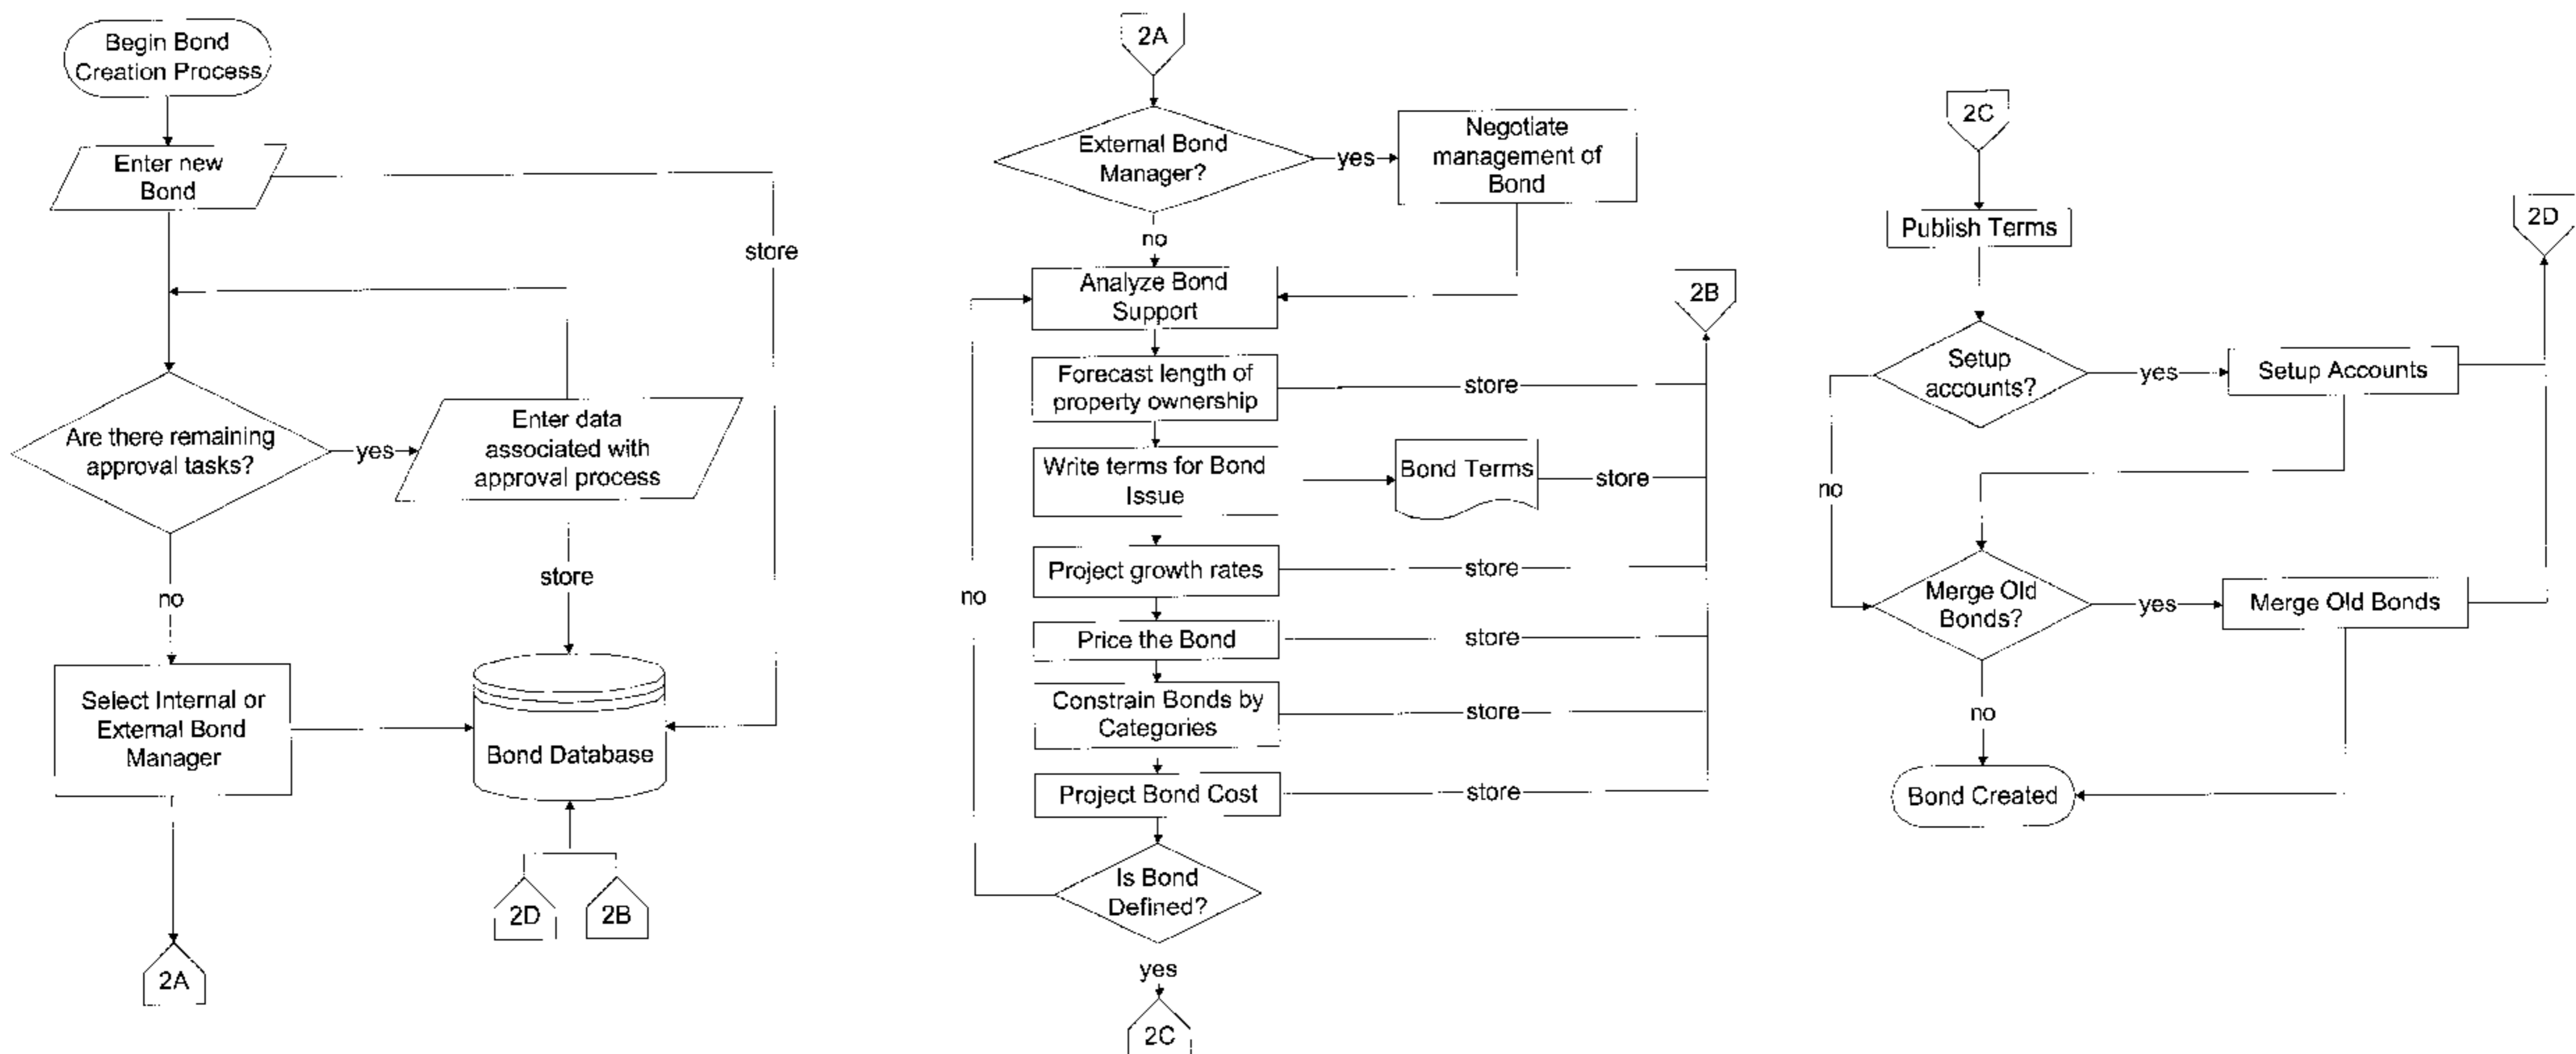 Begin Bond
Creation Process
Enter new
Bond
store
Are there remaining
approval tasks?
yes
Enter data
associated with
approval process
no
store
Select Internal or
External Bond
Manager
Bond Database
2D
2B
2A
2A
External Bond
Manager?
yes
Negotiate
management of
Bond
no
Analyze Bond
Support
2B
Forecast length of
property ownership
store
Write terms for Bond
Issue
Bond Terms
store
Project growth rates
store
no
Price the Bond
store
Constrain Bonds by
Categories
store
Project Bond Cost
store
Is Bond
Defined?
yes
2C
2C
Publish Terms
2D
Setup
accounts?
yes
Setup Accounts
no
Merge Old
Bonds?
yes
Merge Old Bonds
no
Bond Created